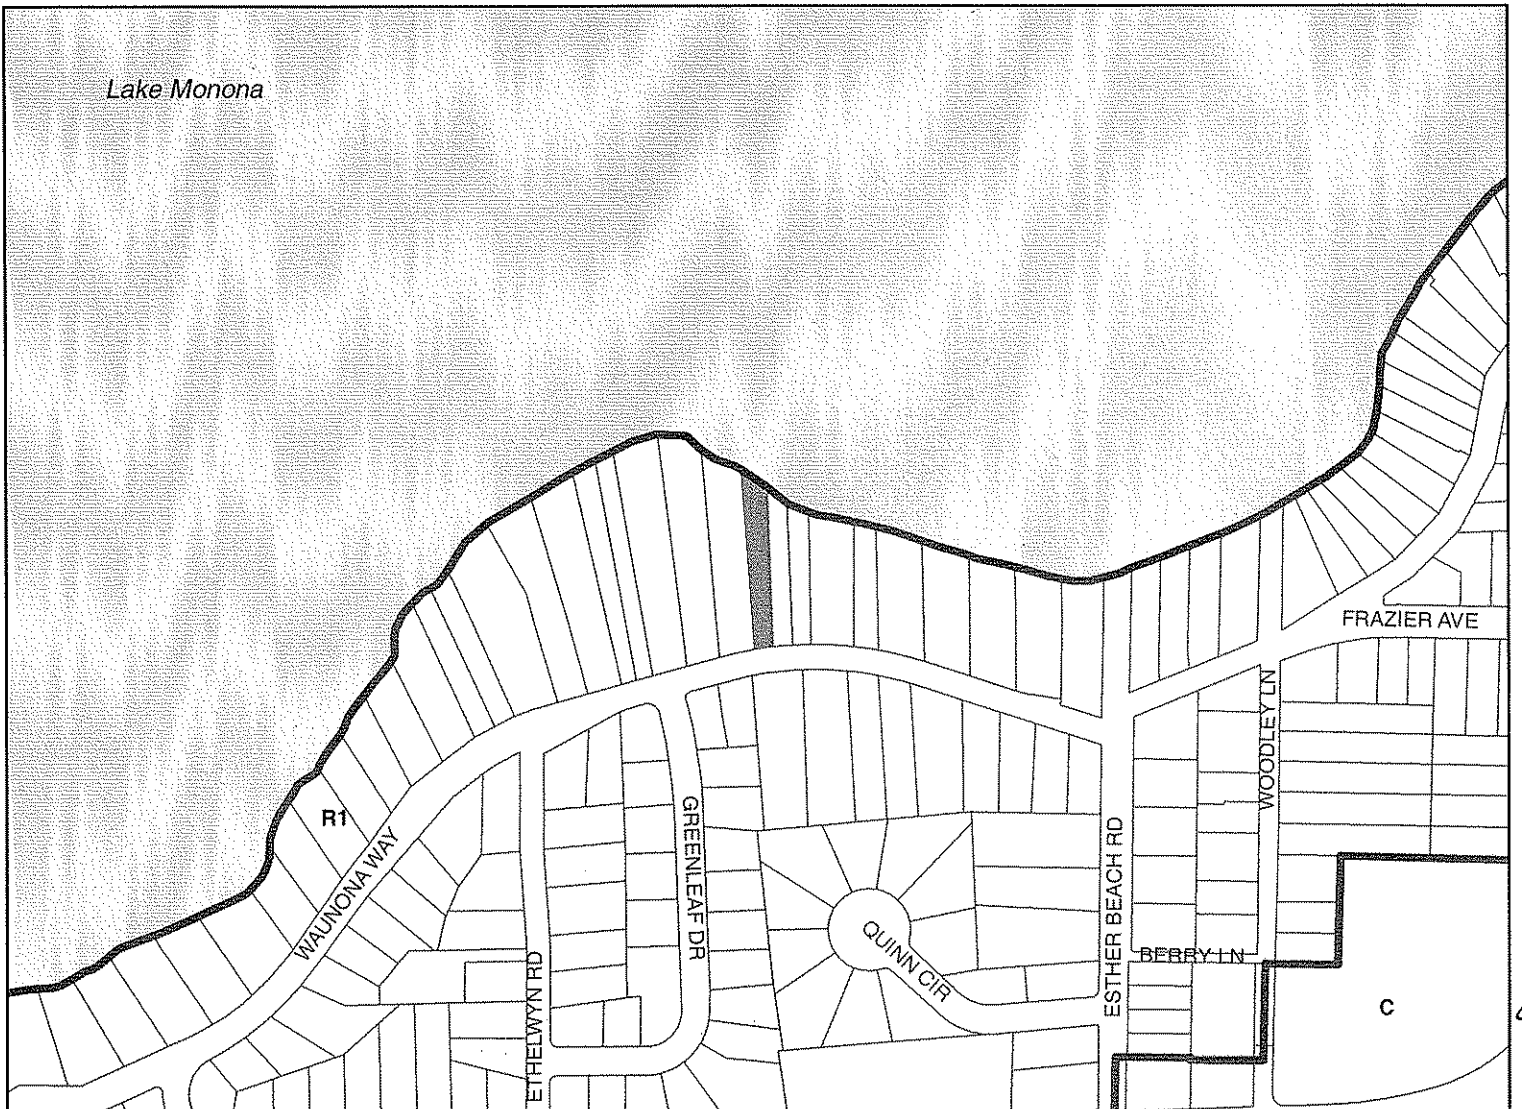 Lake Monona
FRAZIER AVE
WOODLEY LN
R1
WAUNONA WAY
GREENLEAF DR
ESTHER BEACH RD
QUINN CIR
BERRY LN
ETHELWYN RD
C